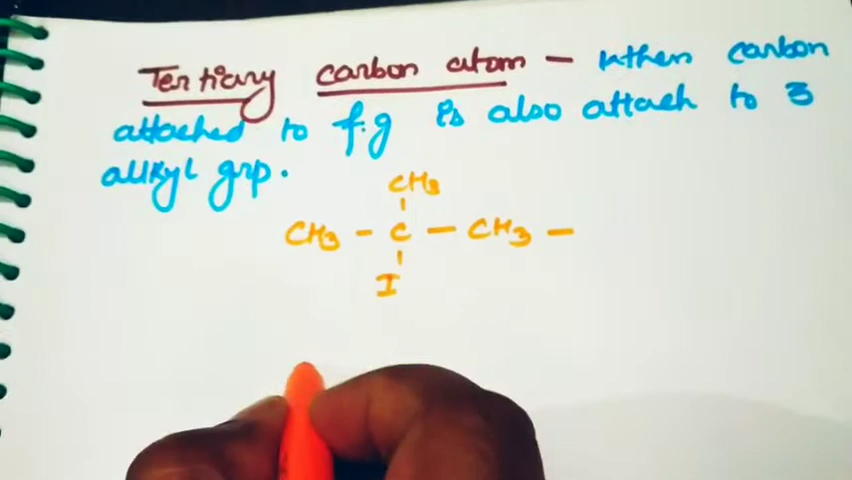 Tertiary carbon atom - When carbon
attached to f.g is also attach to 3
alkyl grp.
CH3
CH3 - C - CH3 -
I